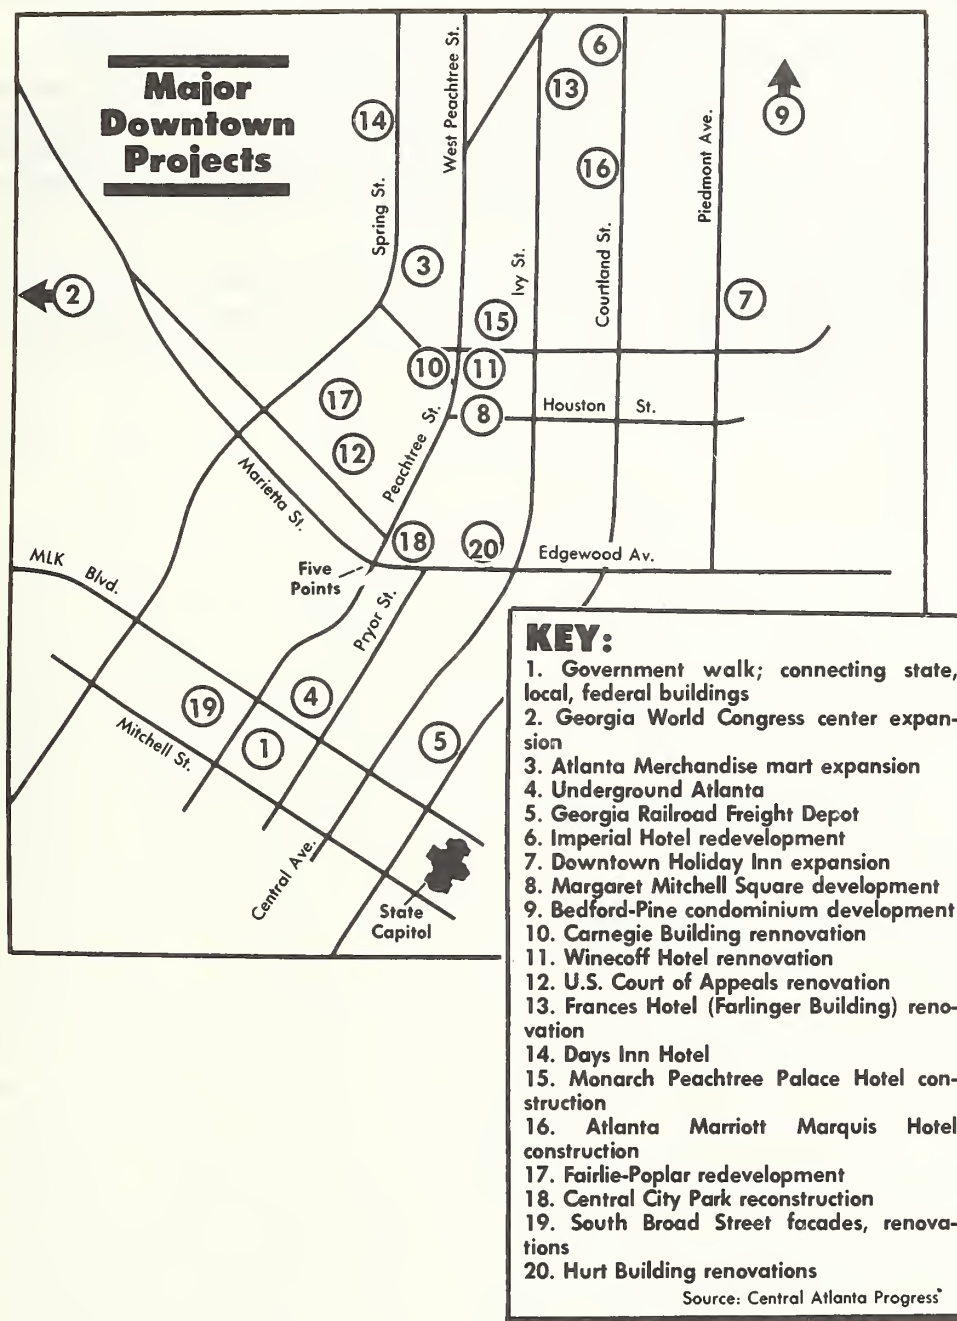 Major
Downtown
Projects
6
13
14
9
West Peachtree St.
Piedmont Ave.
16
Spring St.
3
Ivy St.
Courtland St.
2
7
15
10
11
17
8
Houston St.
Peachtree St.
12
Marietta St.
18
20
Edgewood Av.
MLK Blvd.
Five
Points
Pryor St.
4
19
1
5
Mitchell St.
Central Ave.
State
Capitol
KEY:
1. Government walk; connecting state,
local, federal buildings
2. Georgia World Congress center expan-
sion
3. Atlanta Merchandise mart expansion
4. Underground Atlanta
5. Georgia Railroad Freight Depot
6. Imperial Hotel redevelopment
7. Downtown Holiday Inn expansion
8. Margaret Mitchell Square development
9. Bedford-Pine condominium development
10. Carnegie Building rennovation
11. Winecoff Hotel rennovation
12. U.S. Court of Appeals renovation
13. Frances Hotel (Farlinger Building) reno-
vation
14. Days Inn Hotel
15. Monarch Peachtree Palace Hotel con-
struction
16. Atlanta Marriott Marquis Hotel
construction
17. Fairlie-Poplar redevelopment
18. Central City Park reconstruction
19. South Broad Street facades, renova-
tions
20. Hurt Building renovations
Source: Central Atlanta Progress